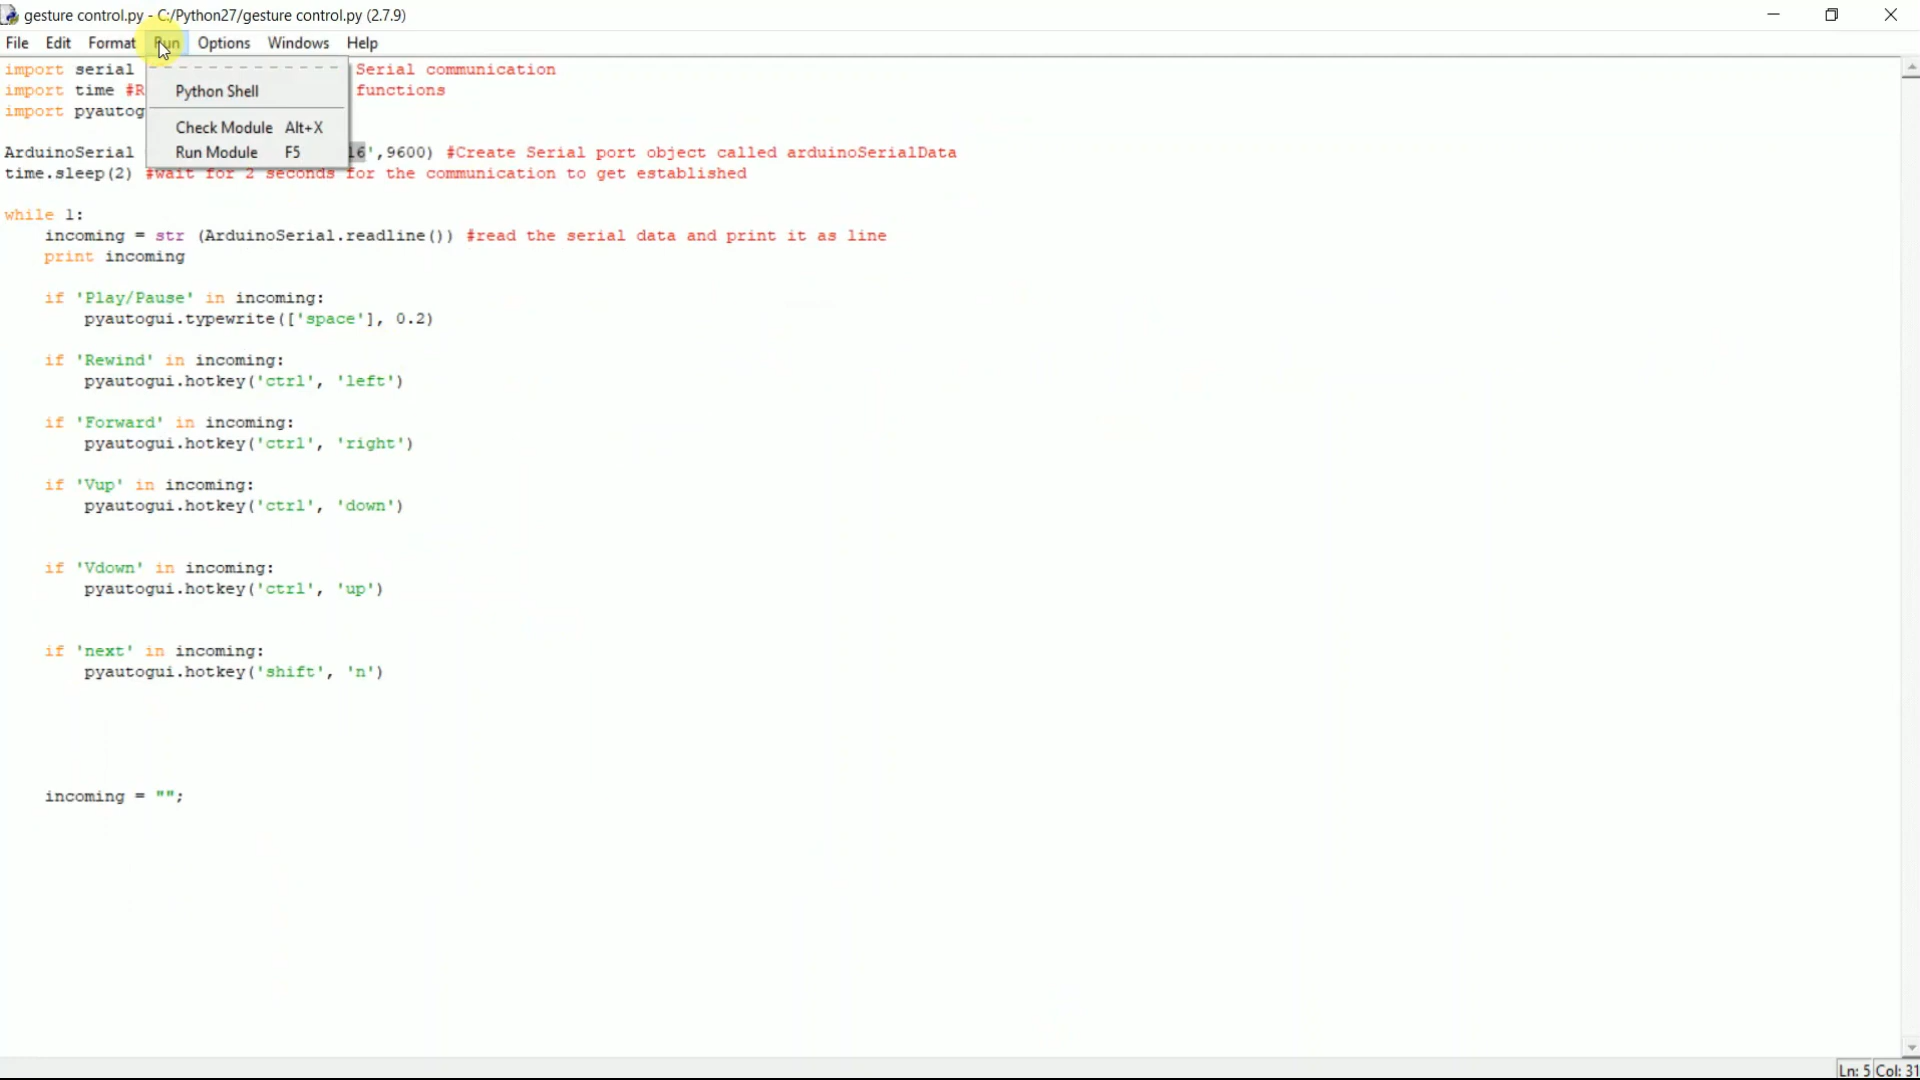 gesture control.py - C:/Python27/gesture control.py (2.7.9)
File Edit Format Run Options Windows Help
import serial Serial communication
import time #R functions
import pyautog
Python Shell
Check Module Alt+X
Run Module F5
ArduinoSerial 16',9600) #Create Serial port object called arduinoSerialData
time.sleep(2) #wait for 2 seconds for the communication to get established
while 1:
incoming = str (ArduinoSerial.readline()) #read the serial data and print it as line
print incoming
if 'Play/Pause' in incoming:
pyautogui.typewrite(['space'], 0.2)
if 'Rewind' in incoming:
pyautogui.hotkey('ctrl', 'left')
if 'Forward' in incoming:
pyautogui.hotkey('ctrl', 'right')
if 'Vup' in incoming:
pyautogui.hotkey('ctrl', 'down')
if 'Vdown' in incoming:
pyautogui.hotkey('ctrl', 'up')
if 'next' in incoming:
pyautogui.hotkey('shift', 'n')
incoming = "";
Ln: 5 Col: 31